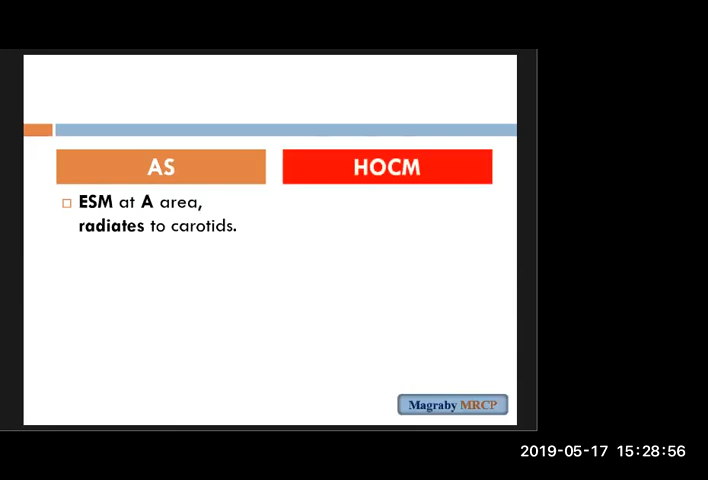 AS
HOCM
ESM at A area,
radiates to carotids.
Magraby MRCP
2019-05-17 15:28:56